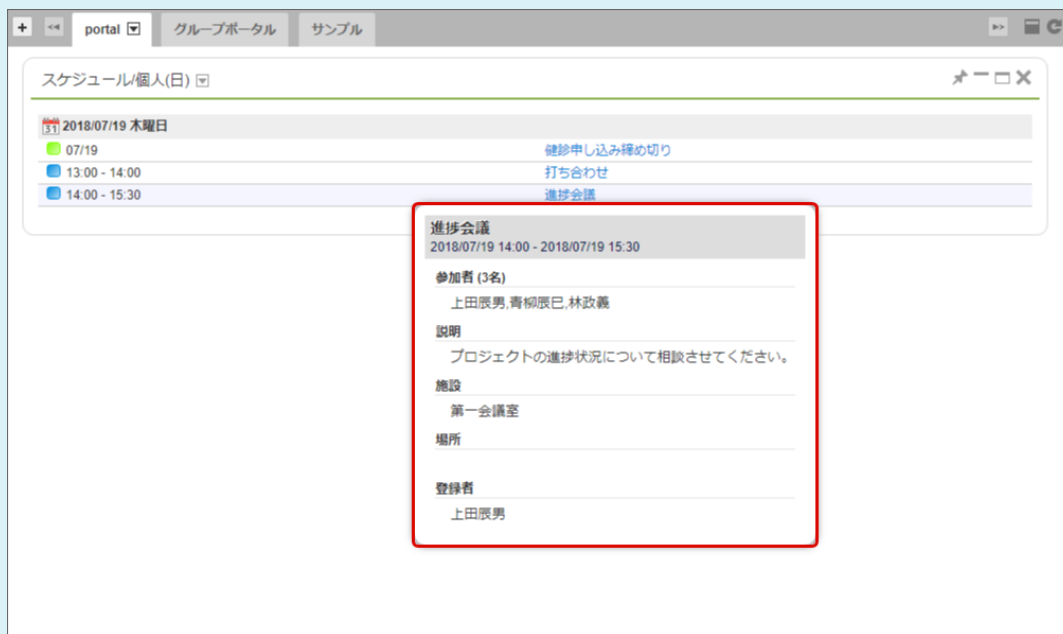 portal グループポータル サンプル
スケジュール/個人(日)
31 2018/07/19 木曜日
07/19 健診申し込み締め切り
13:00 - 14:00 打ち合わせ
14:00 - 15:30 進捗会議
進捗会議
2018/07/19 14:00 - 2018/07/19 15:30
参加者 (3名)
上田辰男,青柳辰巳,林政義
説明
プロジェクトの進捗状況について相談させてください。
施設
第一会議室
場所
登録者
上田辰男